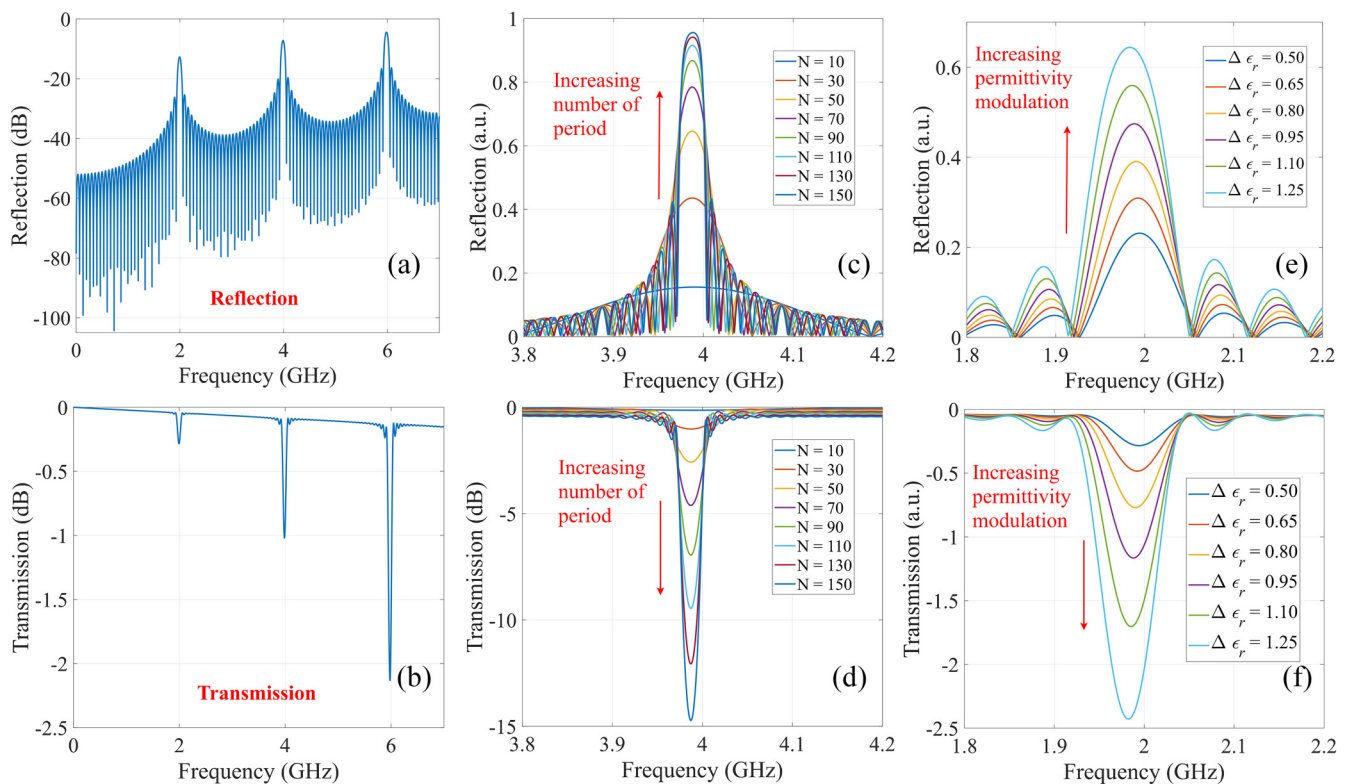 0
-20
-40
-60
-80
-100
Reflection (dB)
0
2
4
6
Frequency (GHz)
Reflection
(a)
1
0.8
0.6
0.4
0.2
0
Reflection (a.u.)
3.8
3.9
4
4.1
4.2
Frequency (GHz)
Increasing
number of
period
N = 10
N = 30
N = 50
N = 70
N = 90
N = 110
N = 130
N = 150
(c)
0.6
0.4
0.2
0
Reflection (a.u.)
1.8
1.9
2
2.1
2.2
Frequency (GHz)
Increasing
permittivity
modulation
Δ ϵr = 0.50
Δ ϵr = 0.65
Δ ϵr = 0.80
Δ ϵr = 0.95
Δ ϵr = 1.10
Δ ϵr = 1.25
(e)
0
-0.5
-1
-1.5
-2
-2.5
Transmission (dB)
0
2
4
6
Frequency (GHz)
Transmission
(b)
0
-5
-10
-15
Transmission (dB)
3.8
3.9
4
4.1
4.2
Frequency (GHz)
Increasing
number of
period
N = 10
N = 30
N = 50
N = 70
N = 90
N = 110
N = 130
N = 150
(d)
0
-0.5
-1
-1.5
-2
-2.5
Transmission (a.u.)
1.8
1.9
2
2.1
2.2
Frequency (GHz)
Increasing
permittivity
modulation
Δ ϵr = 0.50
Δ ϵr = 0.65
Δ ϵr = 0.80
Δ ϵr = 0.95
Δ ϵr = 1.10
Δ ϵr = 1.25
(f)